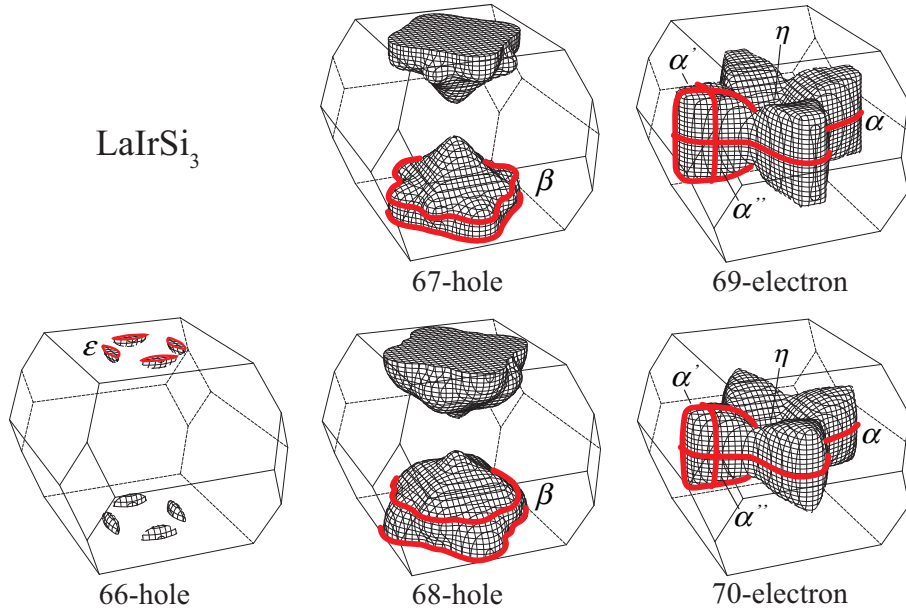 LaIrSi₃
β
67-hole
α’
η
α
α’’
69-electron
ε
66-hole
β
68-hole
α’
η
α
α’’
70-electron